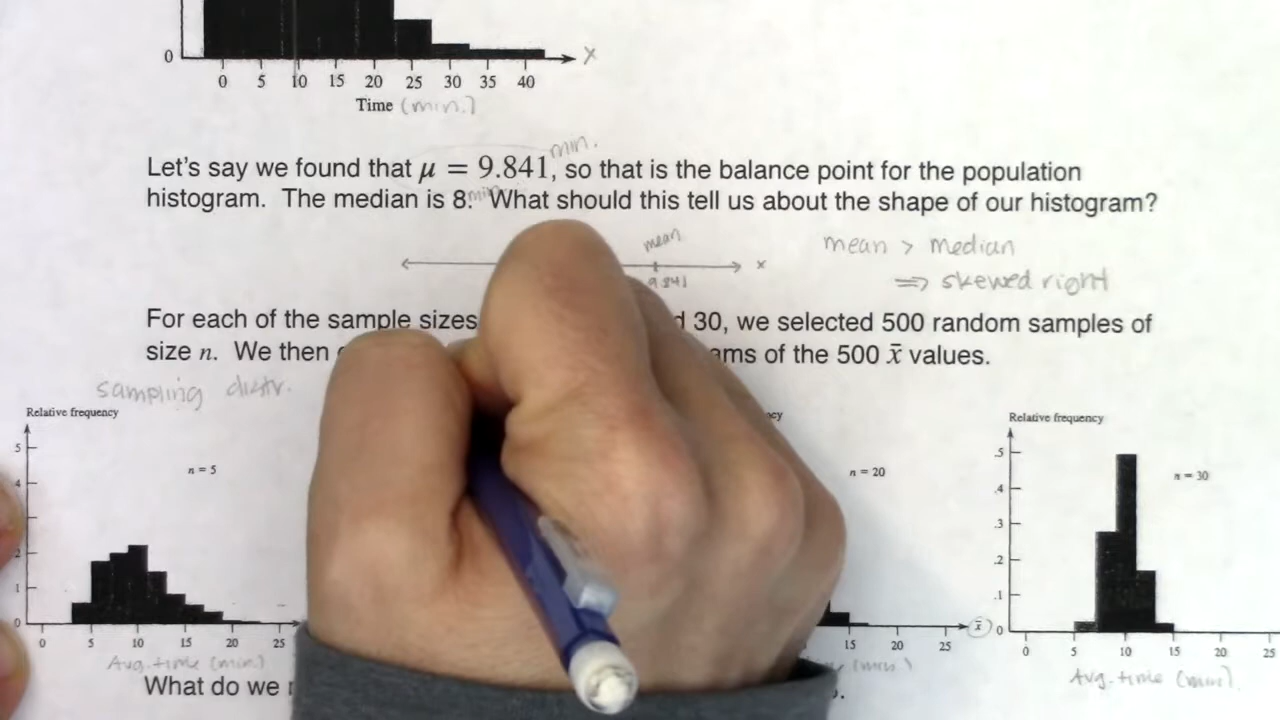 0
x
0 5 10 15 20 25 30 35 40
Time (min.)
min.
Let's say we found that μ = 9.841, so that is the balance point for the population
histogram. The median is 8. min What should this tell us about the shape of our histogram?
mean
x
9.841
mean > median
⇒ skewed right
For each of the sample sizes 30, we selected 500 random samples of
size n. We then of the 500 x̄ values.
sampling distr.
Relative frequency
n = 5
5
4
2
1
0
0 5 10 15 20 25
Avg. time (min)
n = 20
15 20 25
x̄
(min.)
Relative frequency
n = 30
.5
.4
.3
.2
.1
0
0 5 10 15 20 25
Avg. time (min).
What do we